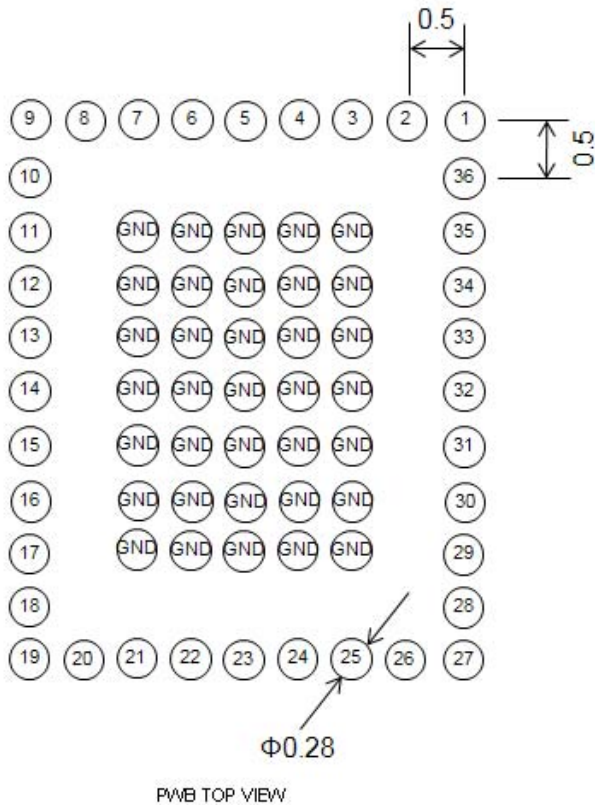 0.5
9 8 7 6 5 4 3 2 1
0.5
10 36
11 GND GND GND GND GND 35
12 GND GND GND GND GND 34
13 GND GND GND GND GND 33
14 GND GND GND GND GND 32
15 GND GND GND GND GND 31
16 GND GND GND GND GND 30
17 GND GND GND GND GND 29
18 28
19 20 21 22 23 24 25 26 27
Φ0.28
PWB TOP VIEW